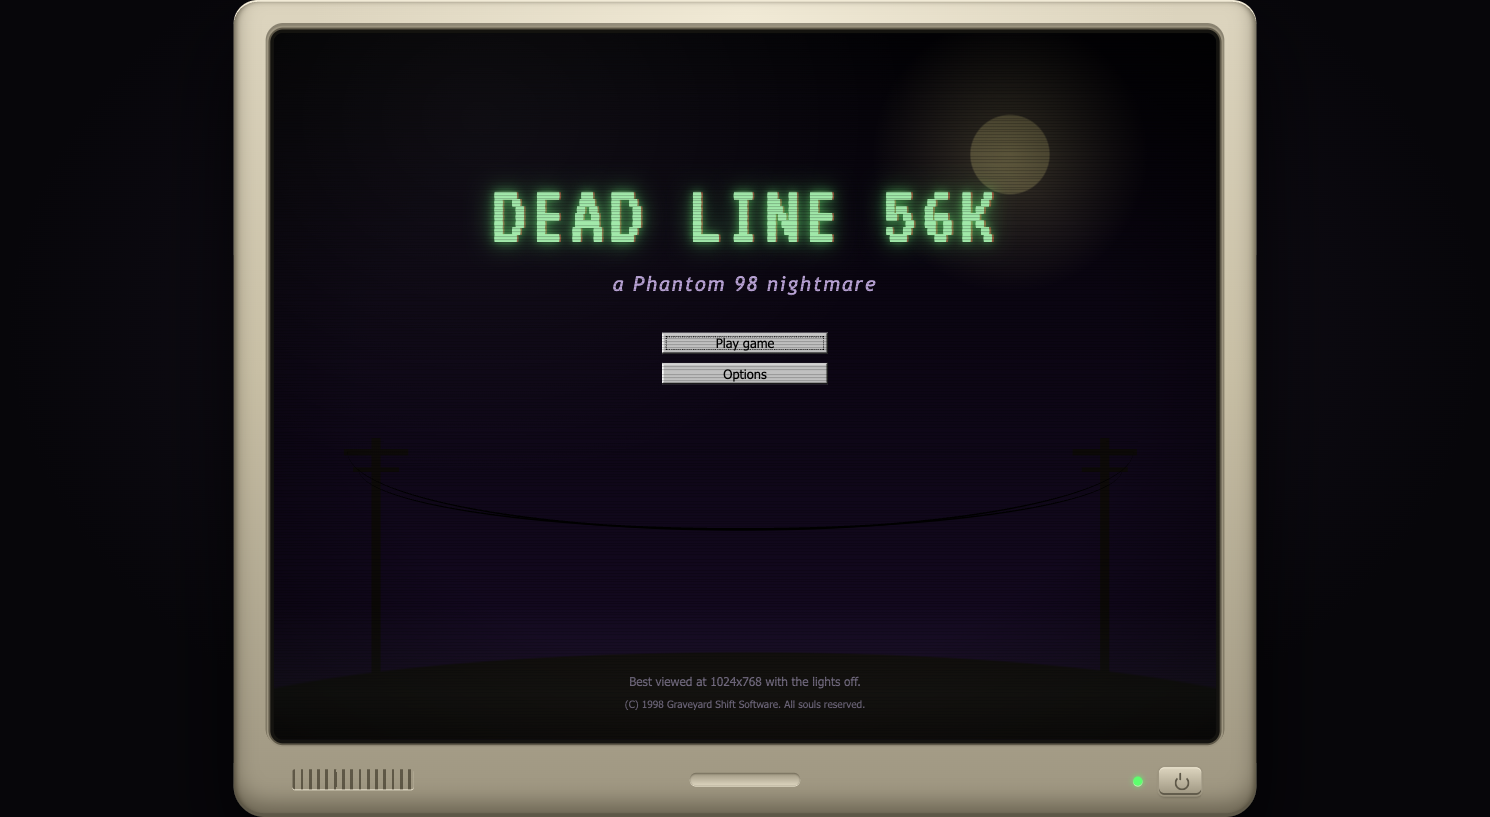 DEAD LINE 56K
a Phantom 98 nightmare
Play game
Options
Best viewed at 1024x768 with the lights off.
(C) 1998 Graveyard Shift Software. All souls reserved.